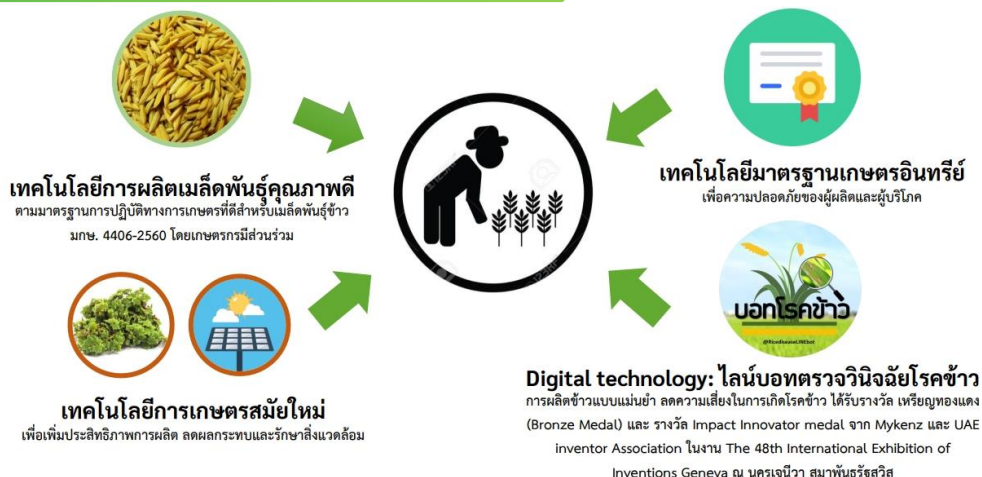 เทคโนโลยีการผลิตเมล็ดพันธุ์คุณภาพดี
ตามมาตรฐานการปฏิบัติทางการเกษตรที่ดีสำหรับเมล็ดพันธุ์ข้าว
มกษ. 4406-2560 โดยเกษตรกรมีส่วนร่วม
เทคโนโลยีมาตรฐานเกษตรอินทรีย์
เพื่อความปลอดภัยของผู้ผลิตและผู้บริโภค
เทคโนโลยีการเกษตรสมัยใหม่
เพื่อเพิ่มประสิทธิภาพการผลิต ลดผลกระทบและรักษาสิ่งแวดล้อม
บอทโรคข้าว
@RicediseaseLINEbot
Digital technology: ไลน์บอทตรวจวินิจฉัยโรคข้าว
การผลิตข้าวแบบแม่นยำ ลดความเสี่ยงในการเกิดโรคข้าว ได้รับรางวัล เหรียญทองแดง
(Bronze Medal) และ รางวัล Impact Innovator medal จาก Mykenz และ UAE
inventor Association ในงาน The 48th International Exhibition of
Inventions Geneva ณ นครเจนีวา สมาพันธรัฐสวิส